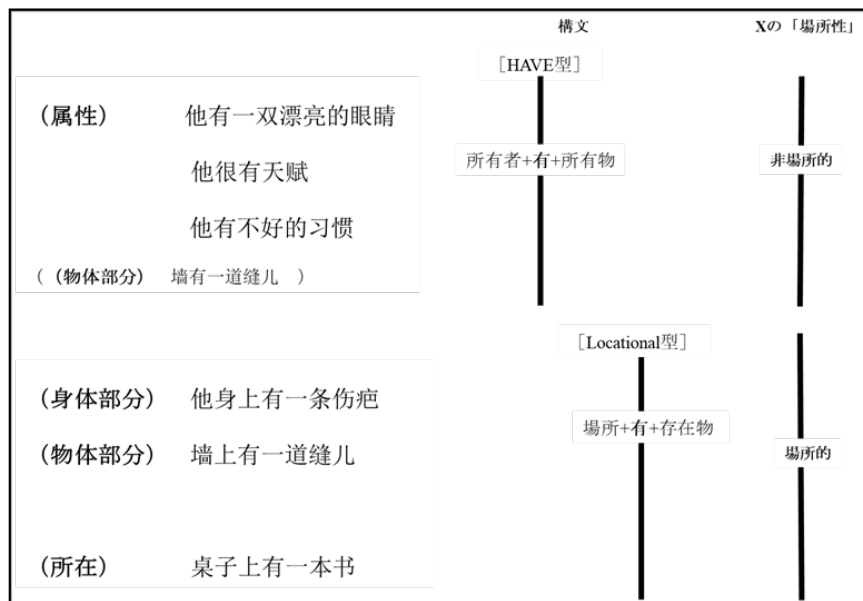 構文
Xの「場所性」
［HAVE型］
（属性） 他有一双漂亮的眼睛
他很有天赋
他有不好的习惯
（（物体部分） 墙有一道缝儿 ）
所有者+有+所有物
非場所的
［Locational型］
（身体部分） 他身上有一条伤疤
（物体部分） 墙上有一道缝儿
（所在） 桌子上有一本书
場所+有+存在物
場所的